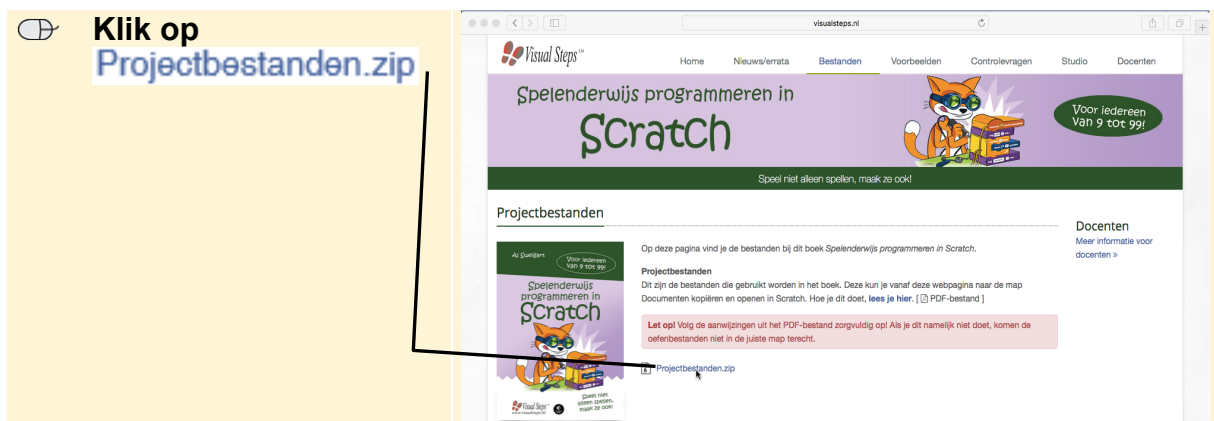 Klik op
Projectbestanden.zip
visualsteps.nl
Visual Steps™
Home Nieuws/errata Bestanden Voorbeelden Controlevragen Studio Docenten
Spelenderwijs programmeren in
Scratch
Voor iedereen
van 9 tot 99!
Speel niet alleen spellen, maak ze ook!
Projectbestanden
Docenten
Meer informatie voor
docenten »
Al Sweigart
Voor iedereen
van 9 tot 99!
Spelenderwijs
programmeren in
Scratch
Speel niet
alleen spellen,
maak ze ook!
Visual Steps™
Op deze pagina vind je de bestanden bij dit boek Spelenderwijs programmeren in Scratch.
Projectbestanden
Dit zijn de bestanden die gebruikt worden in het boek. Deze kun je vanaf deze webpagina naar de map
Documenten kopiëren en openen in Scratch. Hoe je dit doet, lees je hier. [ PDF-bestand ]
Let op! Volg de aanwijzingen uit het PDF-bestand zorgvuldig op! Als je dit namelijk niet doet, komen de
oefenbestanden niet in de juiste map terecht.
Projectbestanden.zip